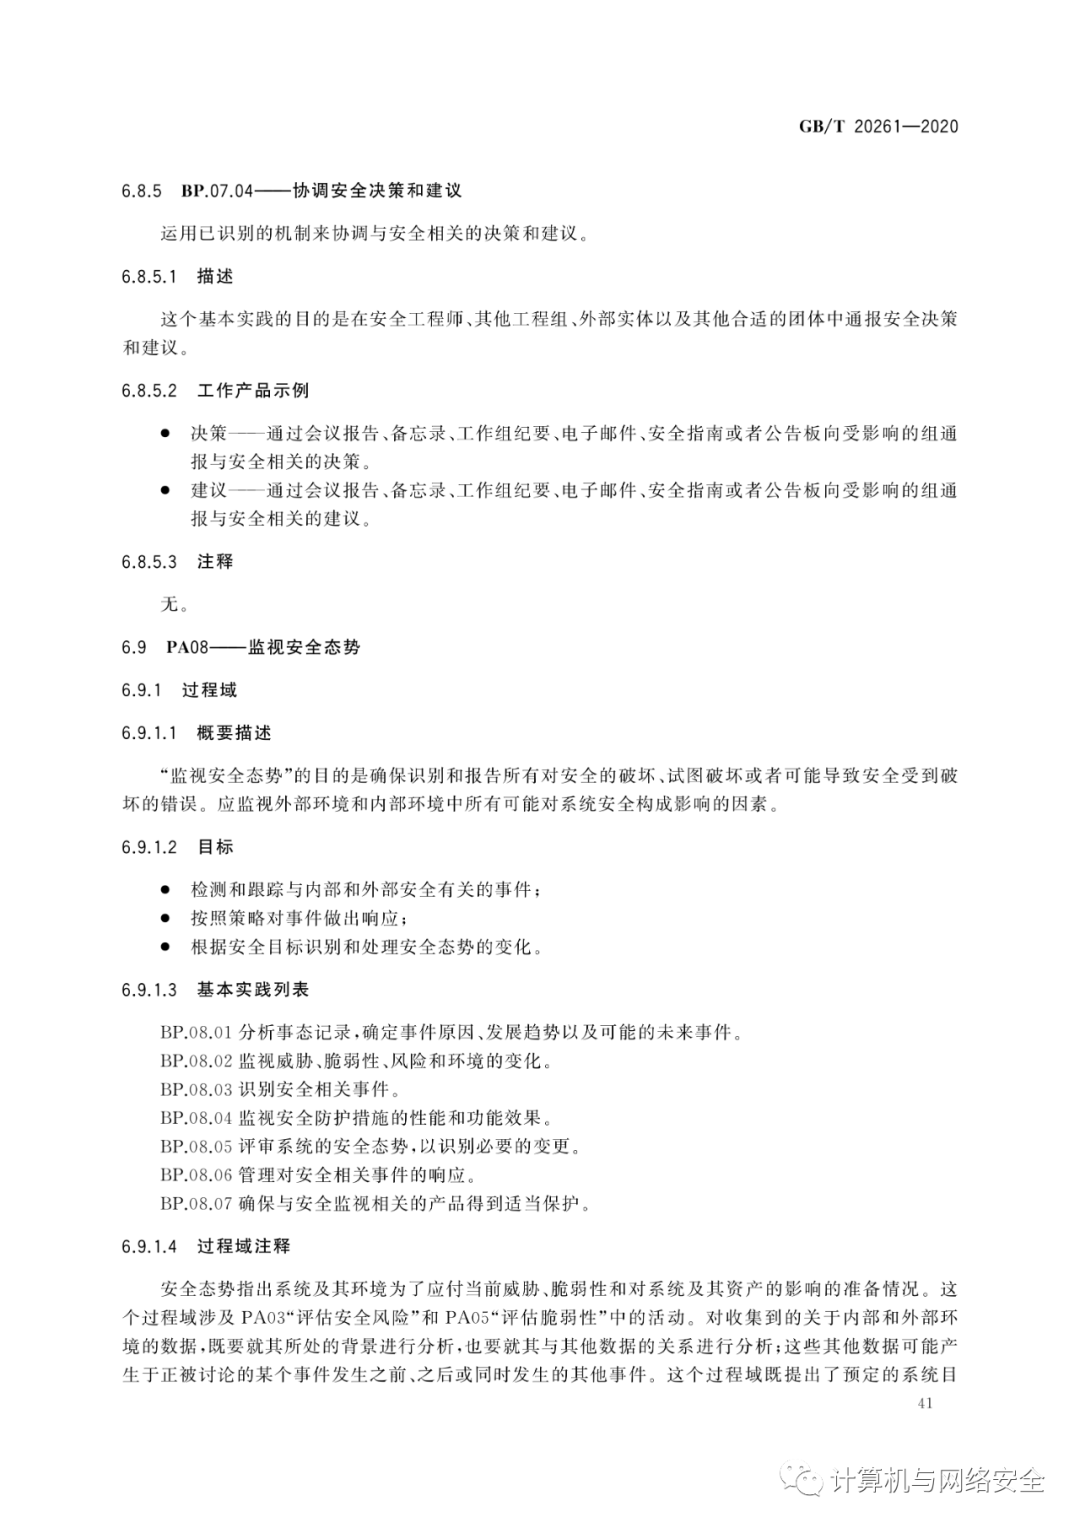 GB/T 20261—2020
6.8.5 BP.07.04——协调安全决策和建议
运用已识别的机制来协调与安全相关的决策和建议。
6.8.5.1 描述
这个基本实践的目的是在安全工程师、其他工程组、外部实体以及其他合适的团体中通报安全决策
和建议。
6.8.5.2 工作产品示例
● 决策——通过会议报告、备忘录、工作组纪要、电子邮件、安全指南或者公告板向受影响的组通
报与安全相关的决策。
● 建议——通过会议报告、备忘录、工作组纪要、电子邮件、安全指南或者公告板向受影响的组通
报与安全相关的建议。
6.8.5.3 注释
无。
6.9 PA08——监视安全态势
6.9.1 过程域
6.9.1.1 概要描述
“监视安全态势”的目的是确保识别和报告所有对安全的破坏、试图破坏或者可能导致安全受到破
坏的错误。应监视外部环境和内部环境中所有可能对系统安全构成影响的因素。
6.9.1.2 目标
● 检测和跟踪与内部和外部安全有关的事件；
● 按照策略对事件做出响应；
● 根据安全目标识别和处理安全态势的变化。
6.9.1.3 基本实践列表
BP.08.01 分析事态记录，确定事件原因、发展趋势以及可能的未来事件。
BP.08.02 监视威胁、脆弱性、风险和环境的变化。
BP.08.03 识别安全相关事件。
BP.08.04 监视安全防护措施的性能和功能效果。
BP.08.05 评审系统的安全态势，以识别必要的变更。
BP.08.06 管理对安全相关事件的响应。
BP.08.07 确保与安全监视相关的产品得到适当保护。
6.9.1.4 过程域注释
安全态势指出系统及其环境为了应付当前威胁、脆弱性和对系统及其资产的影响的准备情况。这
个过程域涉及 PA03“评估安全风险”和 PA05“评估脆弱性”中的活动。对收集到的关于内部和外部环
境的数据，既要就其所处的背景进行分析，也要就其与其他数据的关系进行分析；这些其他数据可能产
生于正被讨论的某个事件发生之前、之后或同时发生的其他事件。这个过程域既提出了预定的系统目
41
计算机与网络安全